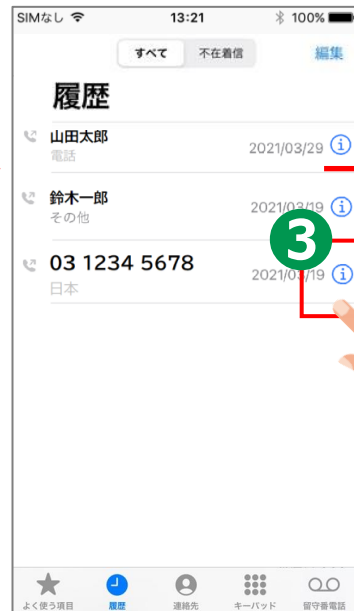 SIMなし 13:21 100%
すべて 不在着信 編集
履歴
山田太郎
電話 2021/03/29
鈴木一郎
その他 2021/03/19
3
03 1234 5678
日本 2021/03/19
よく使う項目 履歴 連絡先 キーパッド 留守番電話